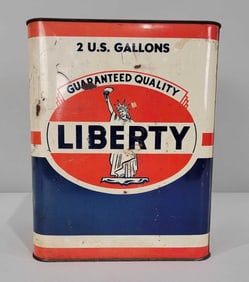 2 U.S. GALLONS
GUARANTEED QUALITY
LIBERTY